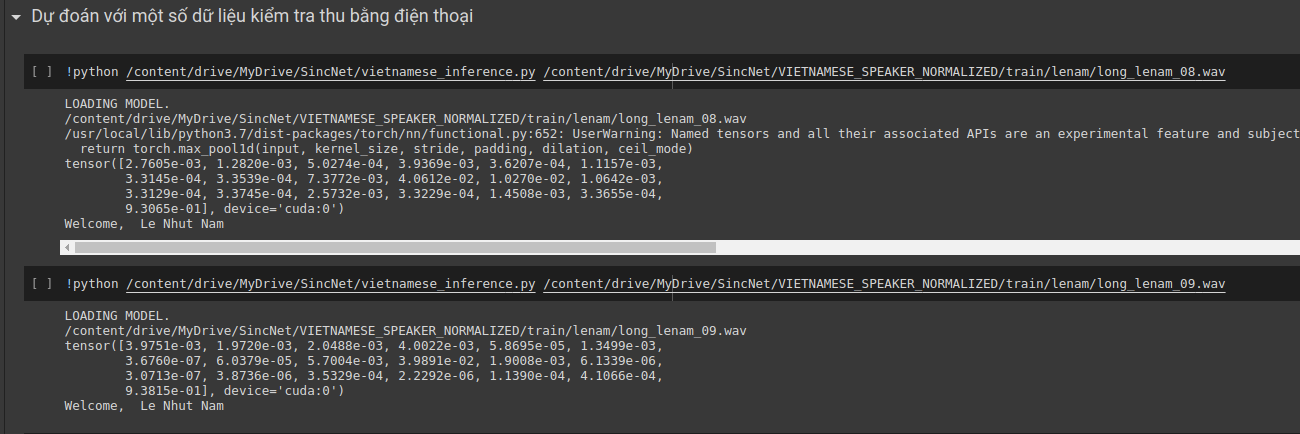 Dự đoán với một số dữ liệu kiểm tra thu bằng điện thoại
[ ] !python /content/drive/MyDrive/SincNet/vietnamese_inference.py /content/drive/MyDrive/SincNet/VIETNAMESE_SPEAKER_NORMALIZED/train/lenam/long_lenam_08.wav
LOADING MODEL.
/content/drive/MyDrive/SincNet/VIETNAMESE_SPEAKER_NORMALIZED/train/lenam/long_lenam_08.wav
/usr/local/lib/python3.7/dist-packages/torch/nn/functional.py:652: UserWarning: Named tensors and all their associated APIs are an experimental feature and subject
return torch.max_pool1d(input, kernel_size, stride, padding, dilation, ceil_mode)
tensor([2.7605e-03, 1.2820e-03, 5.0274e-04, 3.9369e-03, 3.6207e-04, 1.1157e-03,
3.3145e-04, 3.3539e-04, 7.3772e-03, 4.0612e-02, 1.0270e-02, 1.0642e-03,
3.3129e-04, 3.3745e-04, 2.5732e-03, 3.3229e-04, 1.4508e-03, 3.3655e-04,
9.3065e-01], device='cuda:0')
Welcome,  Le Nhut Nam
[ ] !python /content/drive/MyDrive/SincNet/vietnamese_inference.py /content/drive/MyDrive/SincNet/VIETNAMESE_SPEAKER_NORMALIZED/train/lenam/long_lenam_09.wav
LOADING MODEL.
/content/drive/MyDrive/SincNet/VIETNAMESE_SPEAKER_NORMALIZED/train/lenam/long_lenam_09.wav
tensor([3.9751e-03, 1.9720e-03, 2.0488e-03, 4.0022e-03, 5.8695e-05, 1.3499e-03,
3.6760e-07, 6.0379e-05, 5.7004e-03, 3.9891e-02, 1.9008e-03, 6.1339e-06,
3.0713e-07, 3.8736e-06, 3.5329e-04, 2.2292e-06, 1.1390e-04, 4.1066e-04,
9.3815e-01], device='cuda:0')
Welcome,  Le Nhut Nam